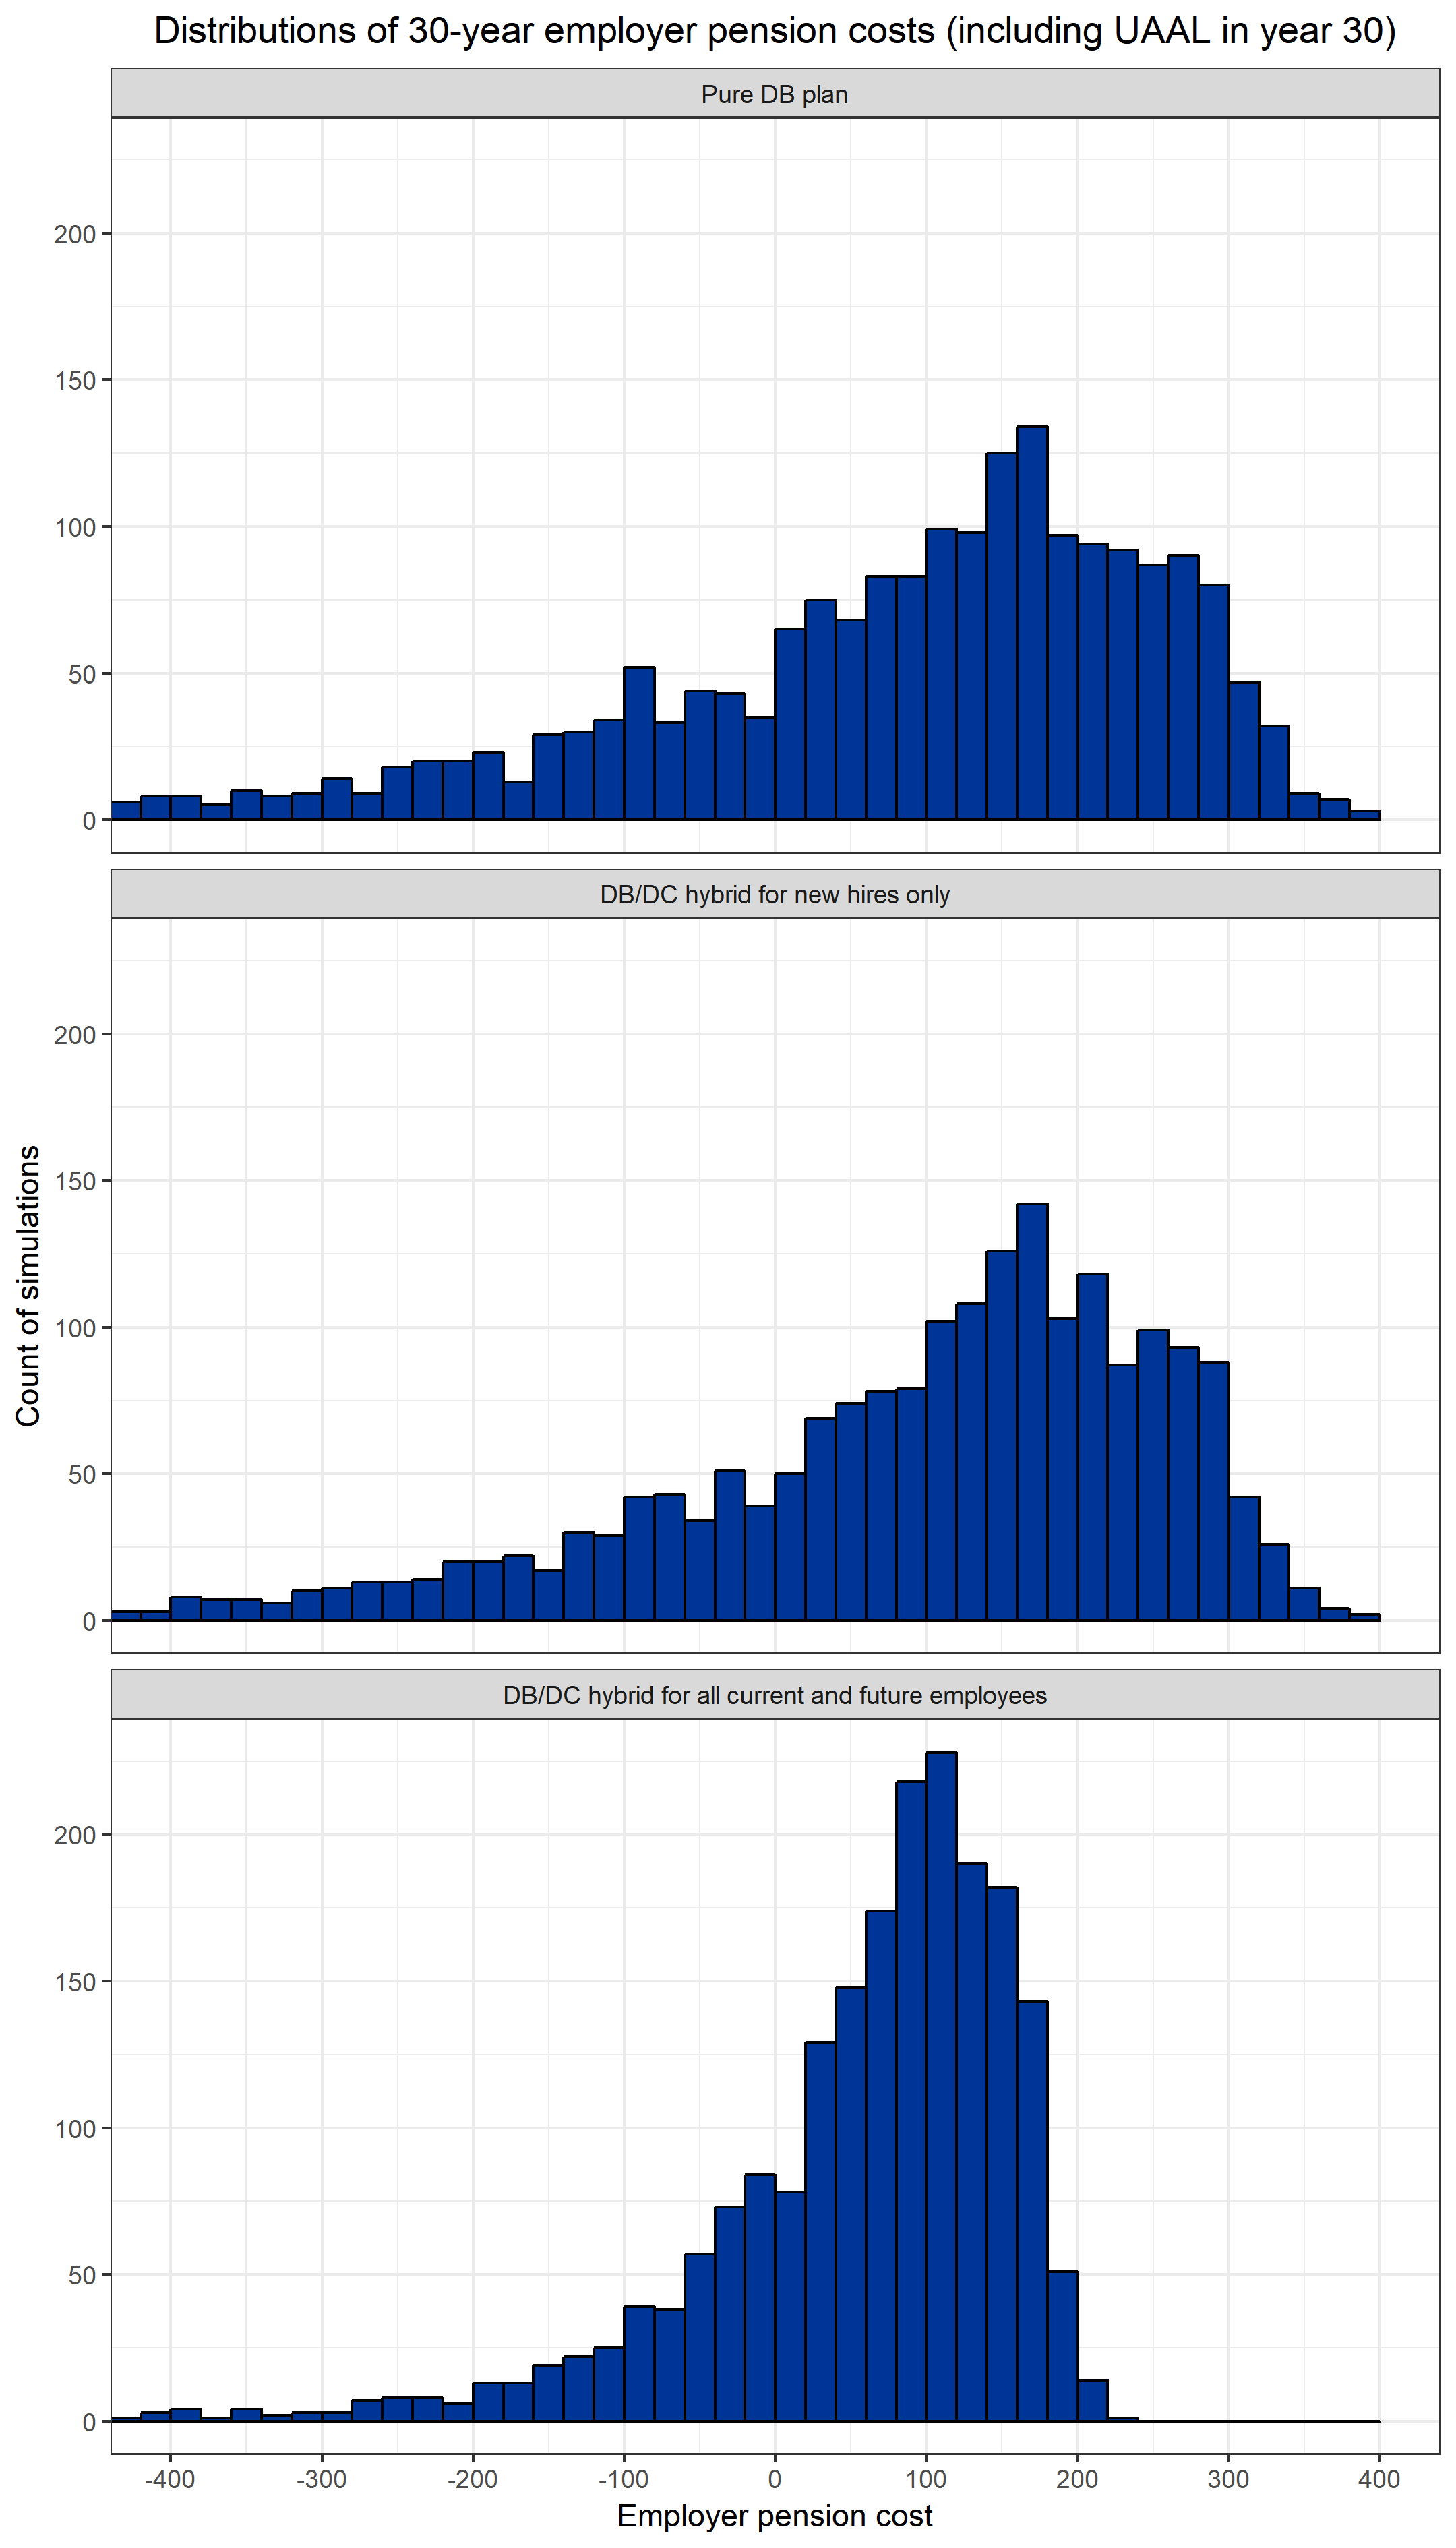 Distributions of 30-year employer pension costs (including UAAL in year 30)
Pure DB plan
200
150
100
50
0
DB/DC hybrid for new hires only
200
150
100
50
0
Count of simulations
DB/DC hybrid for all current and future employees
200
150
100
50
0
-400 -300 -200 -100 0 100 200 300 400
Employer pension cost